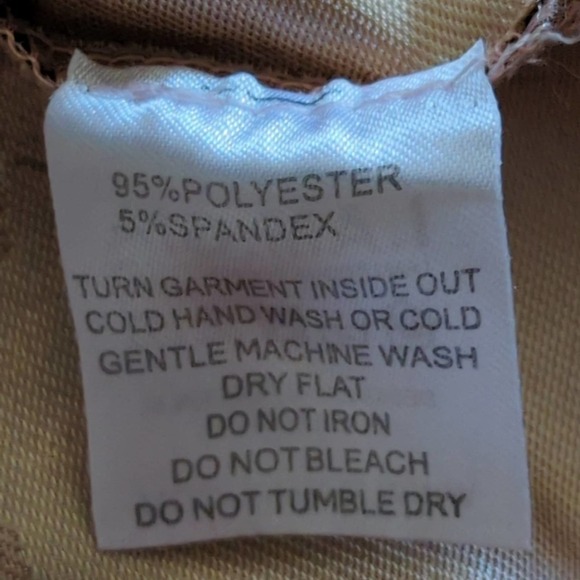 95%POLYESTER
5%SPANDEX
TURN GARMENT INSIDE OUT
COLD HAND WASH OR COLD
GENTLE MACHINE WASH
DRY FLAT
DO NOT IRON
DO NOT BLEACH
DO NOT TUMBLE DRY